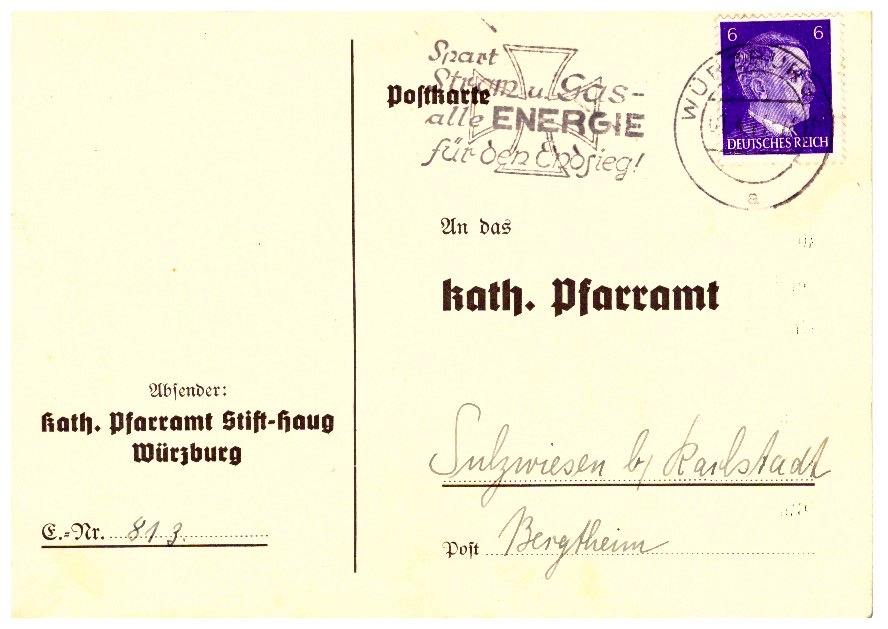 Spart
Strom u. Gas-
alle ENERGIE
für den Endsieg!
Postkarte
6 6
DEUTSCHES REICH
WÜRZBURG
a
An das
Kath. Pfarramt
Sulzwiesen b/ Karlstadt
Post Bergtheim
Absender:
Kath. Pfarramt Stift-Haug
Würzburg
E.-Nr. 813.